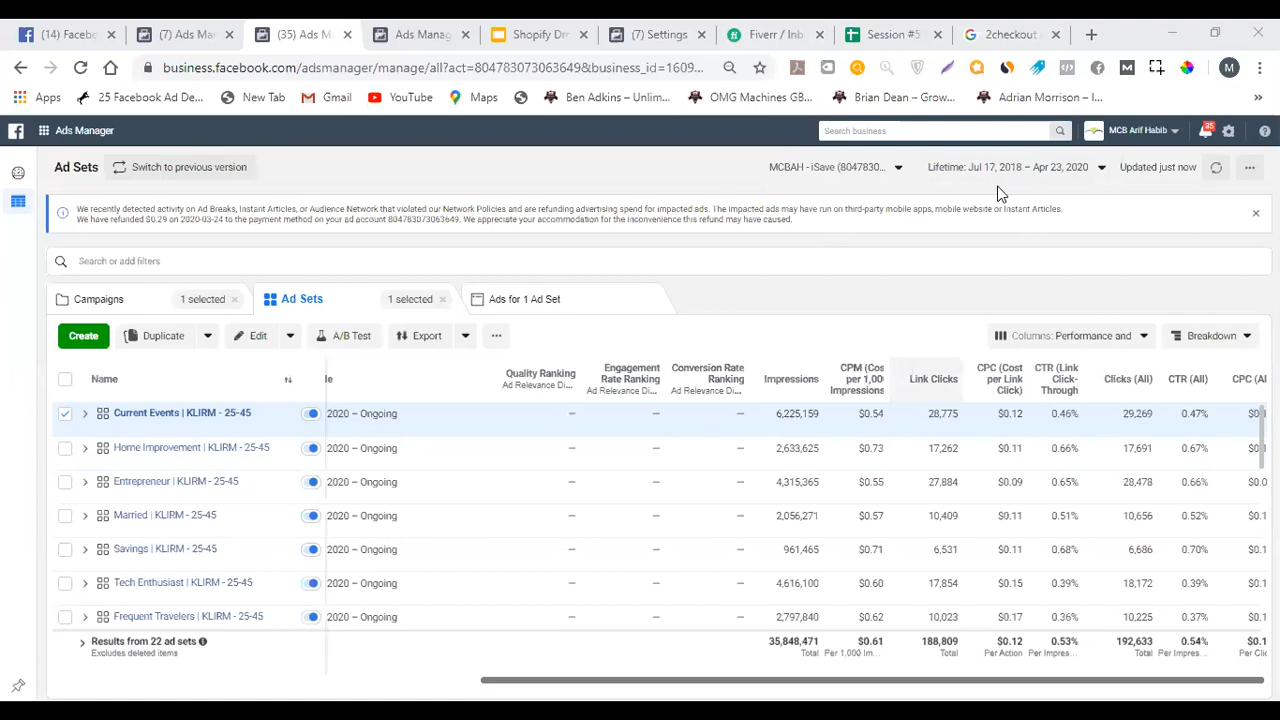 (14) Faceb
(7) Ads Ma
(35) Ads M
Ads Manag
Shopify Dr
(7) Settings
Fiverr / Inb
Session #5
2checkout
business.facebook.com/adsmanager/manage/all?act=804783073063649&business_id=1609...
M
Apps
25 Facebook Ad De...
New Tab
Gmail
YouTube
Maps
Ben Adkins – Unlim...
OMG Machines GB...
Brian Dean – Grow...
Adrian Morrison – I...
»
Ads Manager
Search business
MCB Arif Habib
35
Ad Sets
Switch to previous version
MCBAH - iSave (8047830...
Lifetime: Jul 17, 2018 – Apr 23, 2020
Updated just now
We recently detected activity on Ad Breaks, Instant Articles, or Audience Network that violated our Network Policies and are refunding advertising spend for impacted ads. The impacted ads may have run on third-party mobile apps, mobile website or Instant Articles.
We have refunded $0.29 on 2020-03-24 to the payment method on your ad account 804783073063649. We appreciate your accommodation for the inconvenience this refund may have caused.
Search or add filters
Campaigns
1 selected
Ad Sets
1 selected
Ads for 1 Ad Set
Create
Duplicate
Edit
A/B Test
Export
Columns: Performance and
Breakdown
Name
le
Quality Ranking
Ad Relevance Di...
Engagement Rate Ranking
Ad Relevance Di...
Conversion Rate Ranking
Ad Relevance Di...
Impressions
CPM (Cost per 1,000 Impressions
Link Clicks
CPC (Cost per Link Click)
CTR (Link Click-Through
Clicks (All)
CTR (All)
CPC (Al
Current Events | KLIRM - 25-45 2020 – Ongoing — — — 6,225,159 $0.54 28,775 $0.12 0.46% 29,269 0.47%
Home Improvement | KLIRM - 25-45 2020 – Ongoing — — — 2,633,625 $0.73 17,262 $0.11 0.66% 17,691 0.67%
Entrepreneur | KLIRM - 25-45 2020 – Ongoing — — — 4,315,365 $0.55 27,884 $0.09 0.65% 28,478 0.66% $0.0
Married | KLIRM - 25-45 2020 – Ongoing — — — 2,056,271 $0.57 10,409 $0.11 0.51% 10,656 0.52% $0.1
Savings | KLIRM - 25-45 2020 – Ongoing — — — 961,465 $0.71 6,531 $0.11 0.68% 6,686 0.70% $0.1
Tech Enthusiast | KLIRM - 25-45 2020 – Ongoing — — — 4,616,100 $0.60 17,854 $0.15 0.39% 18,172 0.39% $0.1
Frequent Travelers | KLIRM - 25-45 2020 – Ongoing — — — 2,797,840 $0.62 10,023 $0.17 0.36% 10,225 0.37% $0.1
Results from 22 ad sets 35,848,471 $0.61 188,809 $0.12 0.53% 192,633 0.54% $0.1
Excludes deleted items Total Per 1,000 Im... Total Per Action Per Impres... Total Per Impres... Per Clic